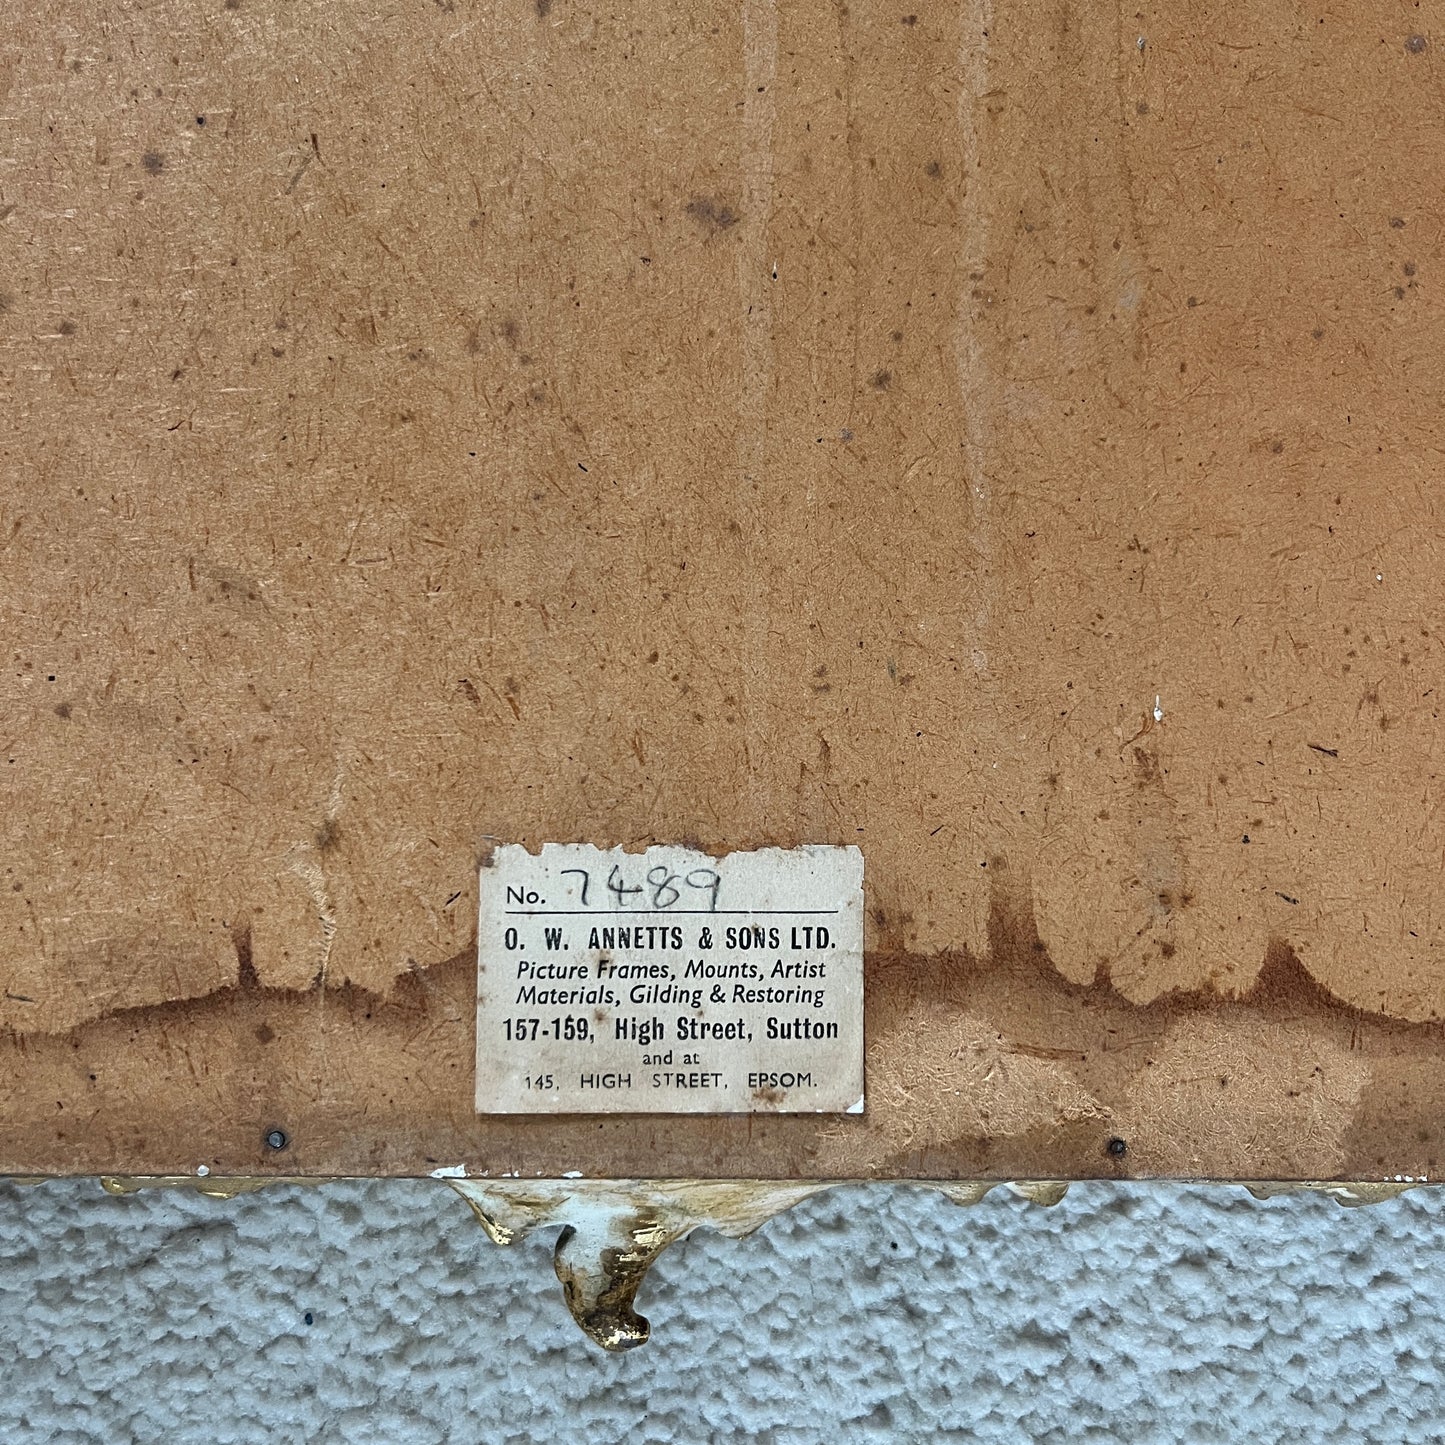 No. 7489
O. W. ANNETTS & SONS LTD.
Picture Frames, Mounts, Artist
Materials, Gilding & Restoring
157-159, High Street, Sutton
and at
145, HIGH STREET, EPSOM.